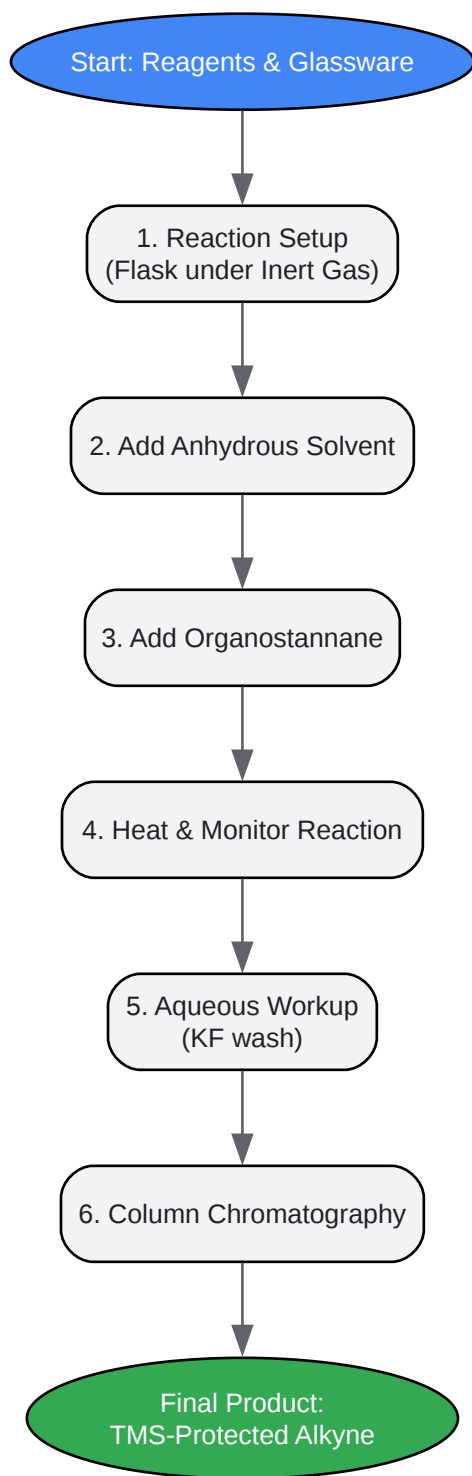 Start: Reagents & Glassware
1. Reaction Setup
(Flask under Inert Gas)
2. Add Anhydrous Solvent
3. Add Organostannane
4. Heat & Monitor Reaction
5. Aqueous Workup
(KF wash)
6. Column Chromatography
Final Product:
TMS-Protected Alkyne